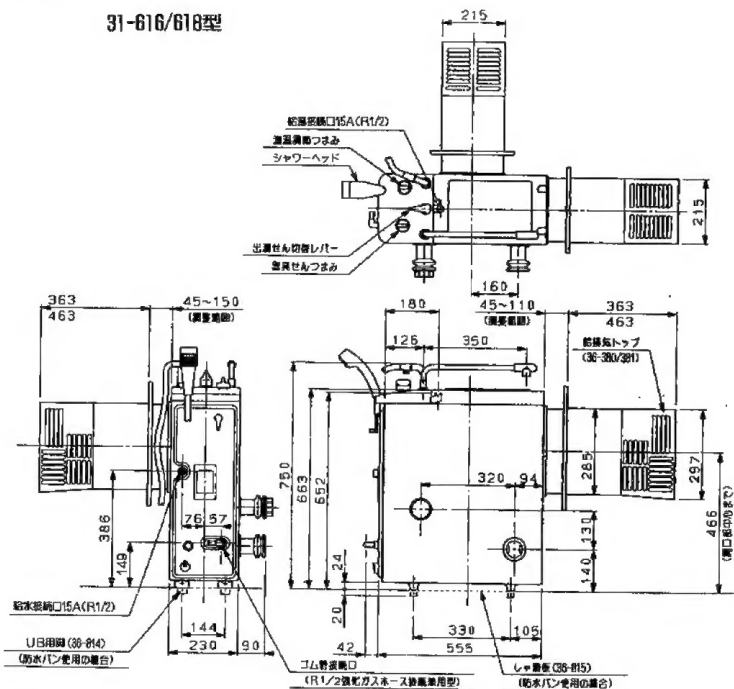 31-616/618型
215
給湯接続口15A(R1/2)
湯温調節つまみ
シャワーヘッド
215
出湯せん切替レバー
器具せんつまみ
160
363
463
45~150
(調整範囲)
180
45~110
(調整範囲)
363
463
126
350
給排気トップ
(36-380/381)
750
663
652
285
297
320
94
466
(開口部中心まで)
386
76
57
130
149
24
140
20
給水接続口15A(R1/2)
144
330
105
UB用脚(36-814)
(防水パン使用の場合)
230
90
42
555
ゴム管接続口
(R1/2強化ガスホース接続兼用型)
しゃ熱板(36-815)
(防水パン使用の場合)